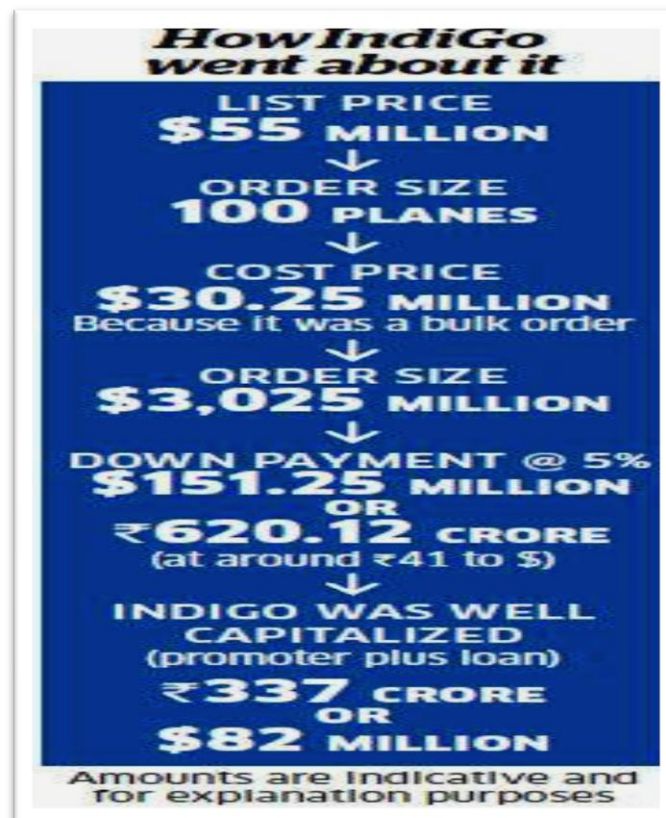 How IndiGo
went about it
LIST PRICE
$55 MILLION
↓
ORDER SIZE
100 PLANES
↓
COST PRICE
$30.25 MILLION
Because it was a bulk order
↓
ORDER SIZE
$3,025 MILLION
↓
DOWN PAYMENT @ 5%
$151.25 MILLION
OR
₹620.12 CRORE
(at around ₹41 to $)
↓
INDIGO WAS WELL
CAPITALIZED
(promoter plus loan)
₹337 CRORE
OR
$82 MILLION
Amounts are indicative and
for explanation purposes